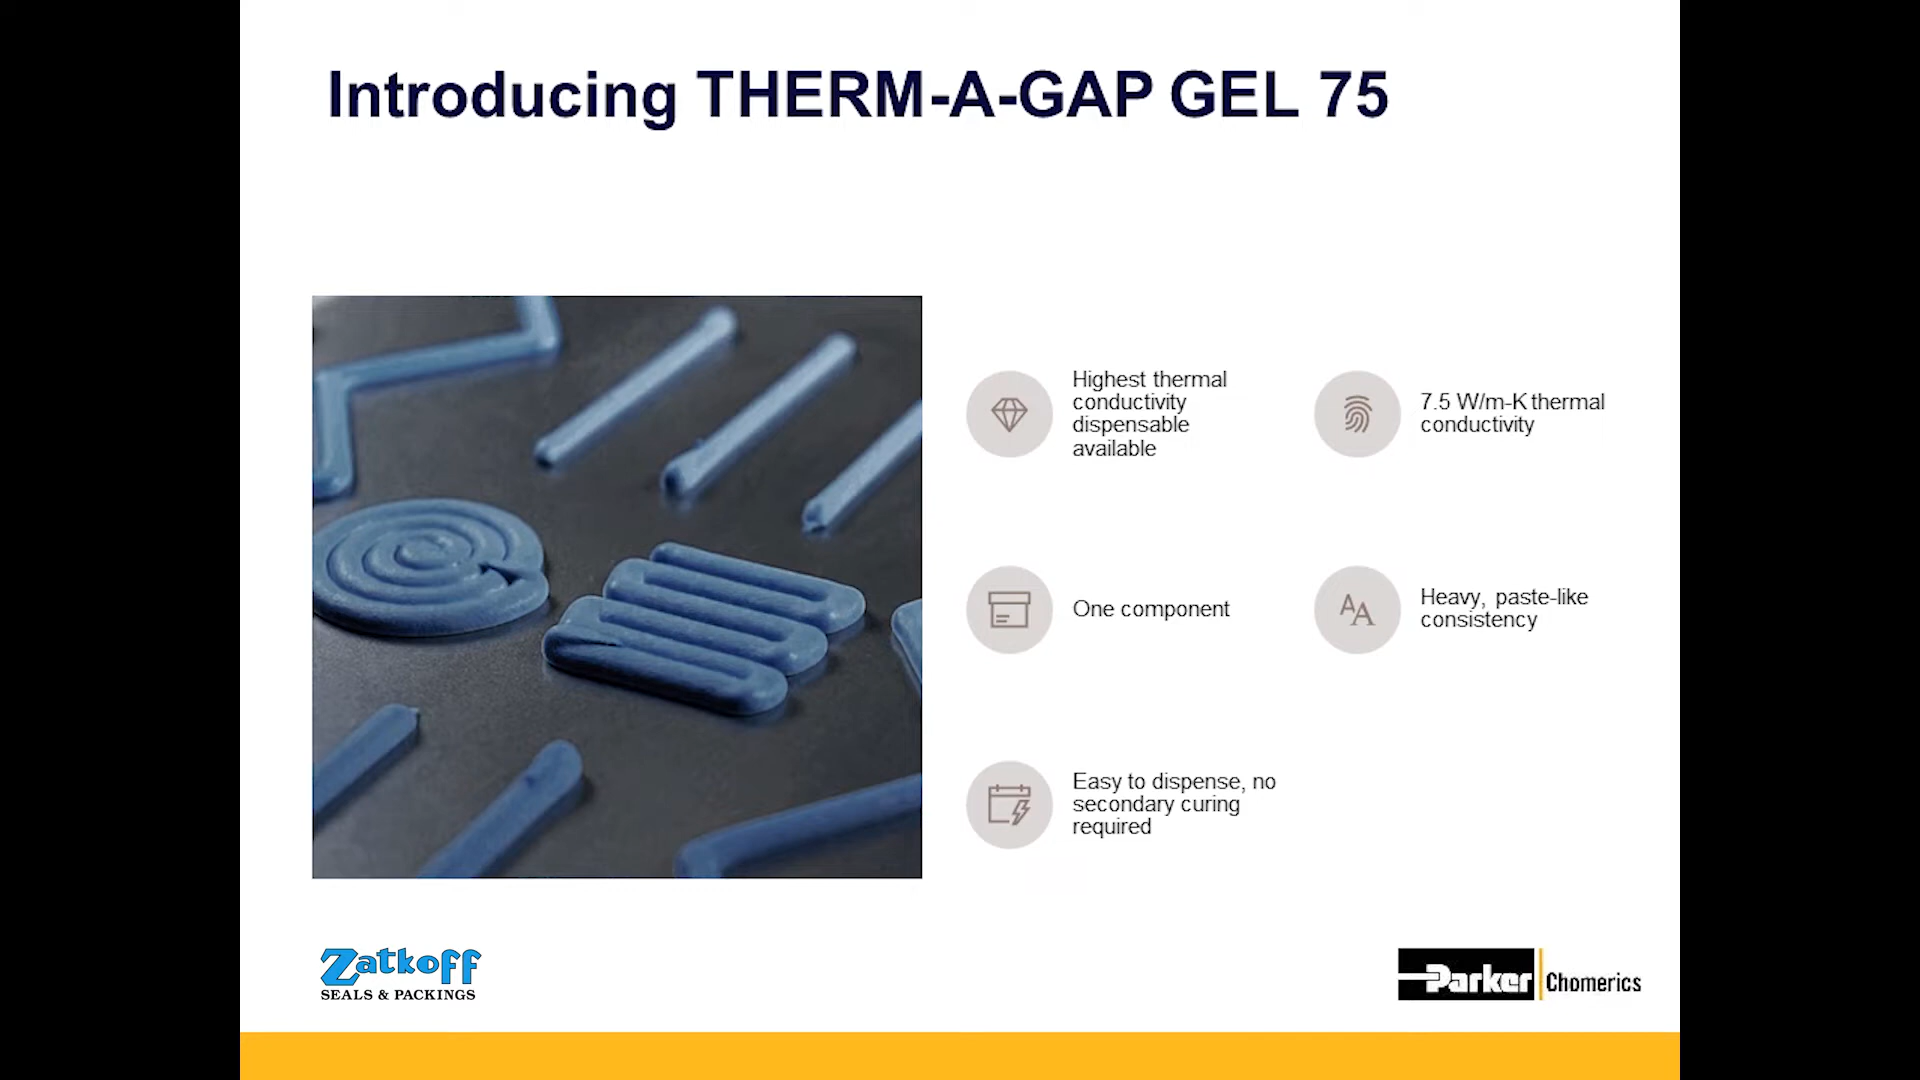 Introducing THERM-A-GAP GEL 75
Highest thermal
conductivity
dispensable
available
7.5 W/m-K thermal
conductivity
One component
Heavy, paste-like
consistency
Easy to dispense, no
secondary curing
required
Zatkoff
SEALS & PACKINGS
Parker Chomerics